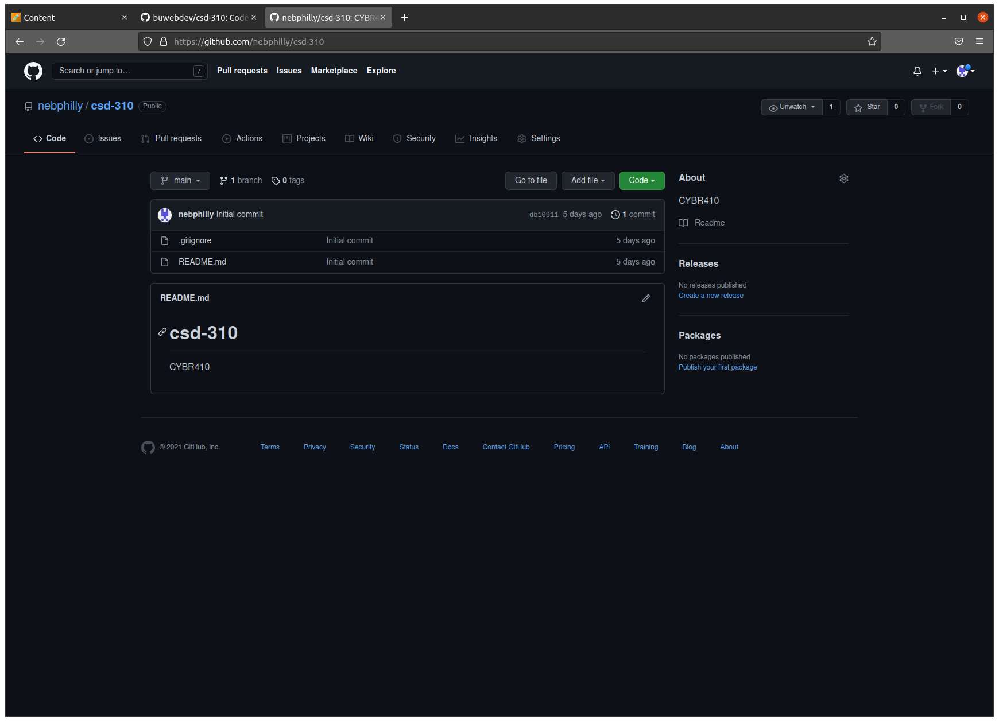 Content
buwebdev/csd-310: Code
nebphilly/csd-310: CYBR4
https://github.com/nebphilly/csd-310
Search or jump to… /
Pull requests Issues Marketplace Explore
nebphilly / csd-310 Public
Unwatch 1 Star 0 Fork 0
Code Issues Pull requests Actions Projects Wiki Security Insights Settings
main 1 branch 0 tags
Go to file Add file Code
nebphilly Initial commit db10911 5 days ago 1 commit
.gitignore Initial commit 5 days ago
README.md Initial commit 5 days ago
README.md
csd-310
CYBR410
About
CYBR410
Readme
Releases
No releases published
Create a new release
Packages
No packages published
Publish your first package
© 2021 GitHub, Inc. Terms Privacy Security Status Docs Contact GitHub Pricing API Training Blog About